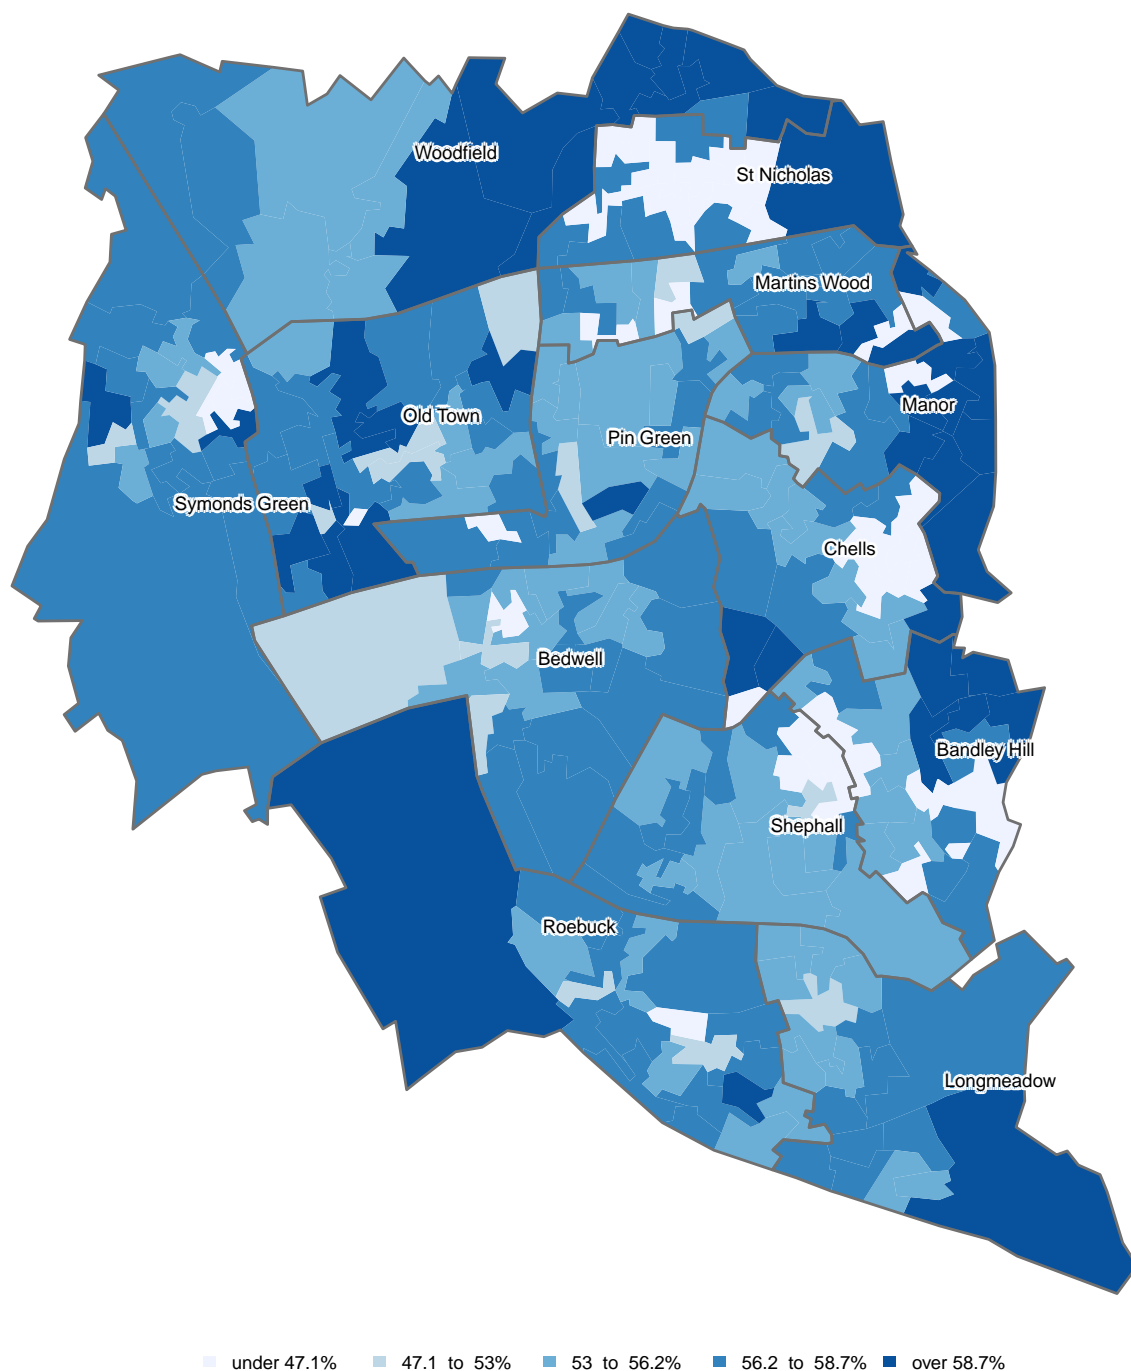 Woodfield
St Nicholas
Martins Wood
Manor
Old Town
Pin Green
Symonds Green
Chells
Bedwell
Bandley Hill
Shephall
Roebuck
Longmeadow
under 47.1% 47.1 to 53% 53 to 56.2% 56.2 to 58.7% over 58.7%